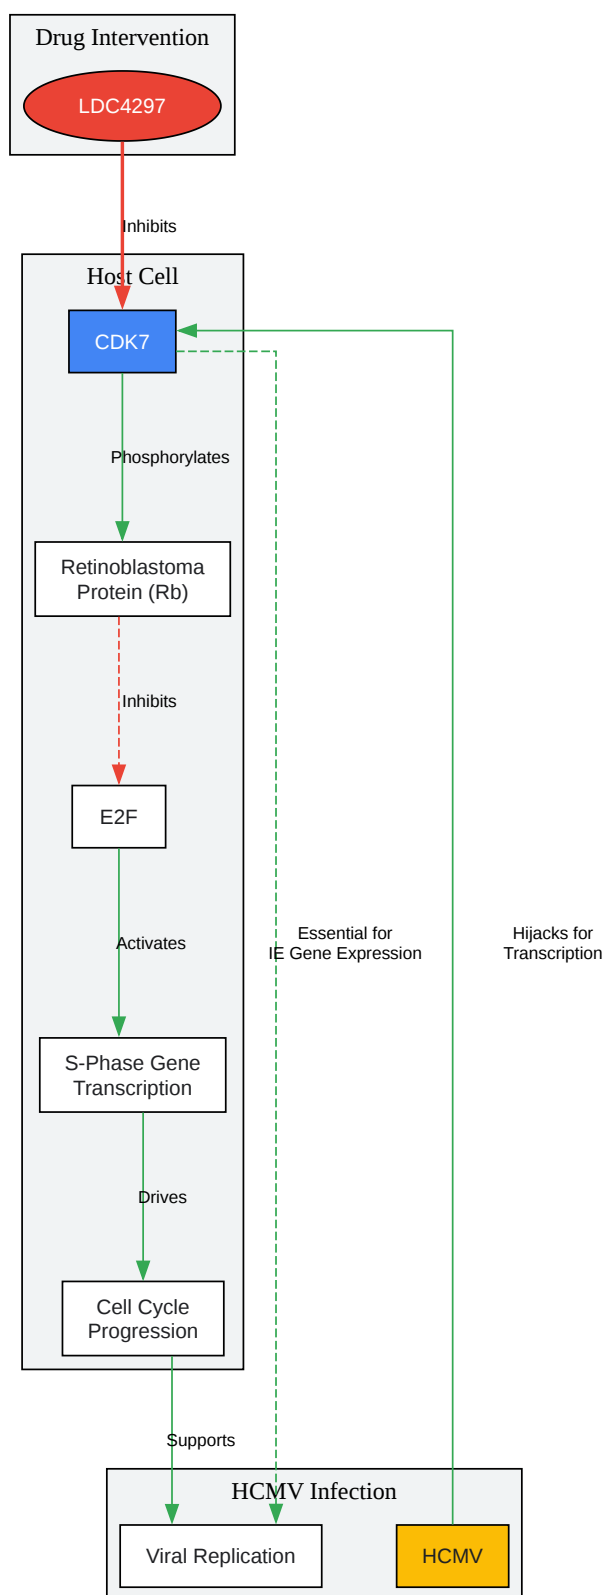 Drug Intervention
LDC4297
Inhibits
Host Cell
CDK7
Phosphorylates
Retinoblastoma
Protein (Rb)
Inhibits
E2F
Activates
Essential for
IE Gene Expression
Hijacks for
Transcription
S-Phase Gene
Transcription
Drives
Cell Cycle
Progression
Supports
HCMV Infection
Viral Replication
HCMV